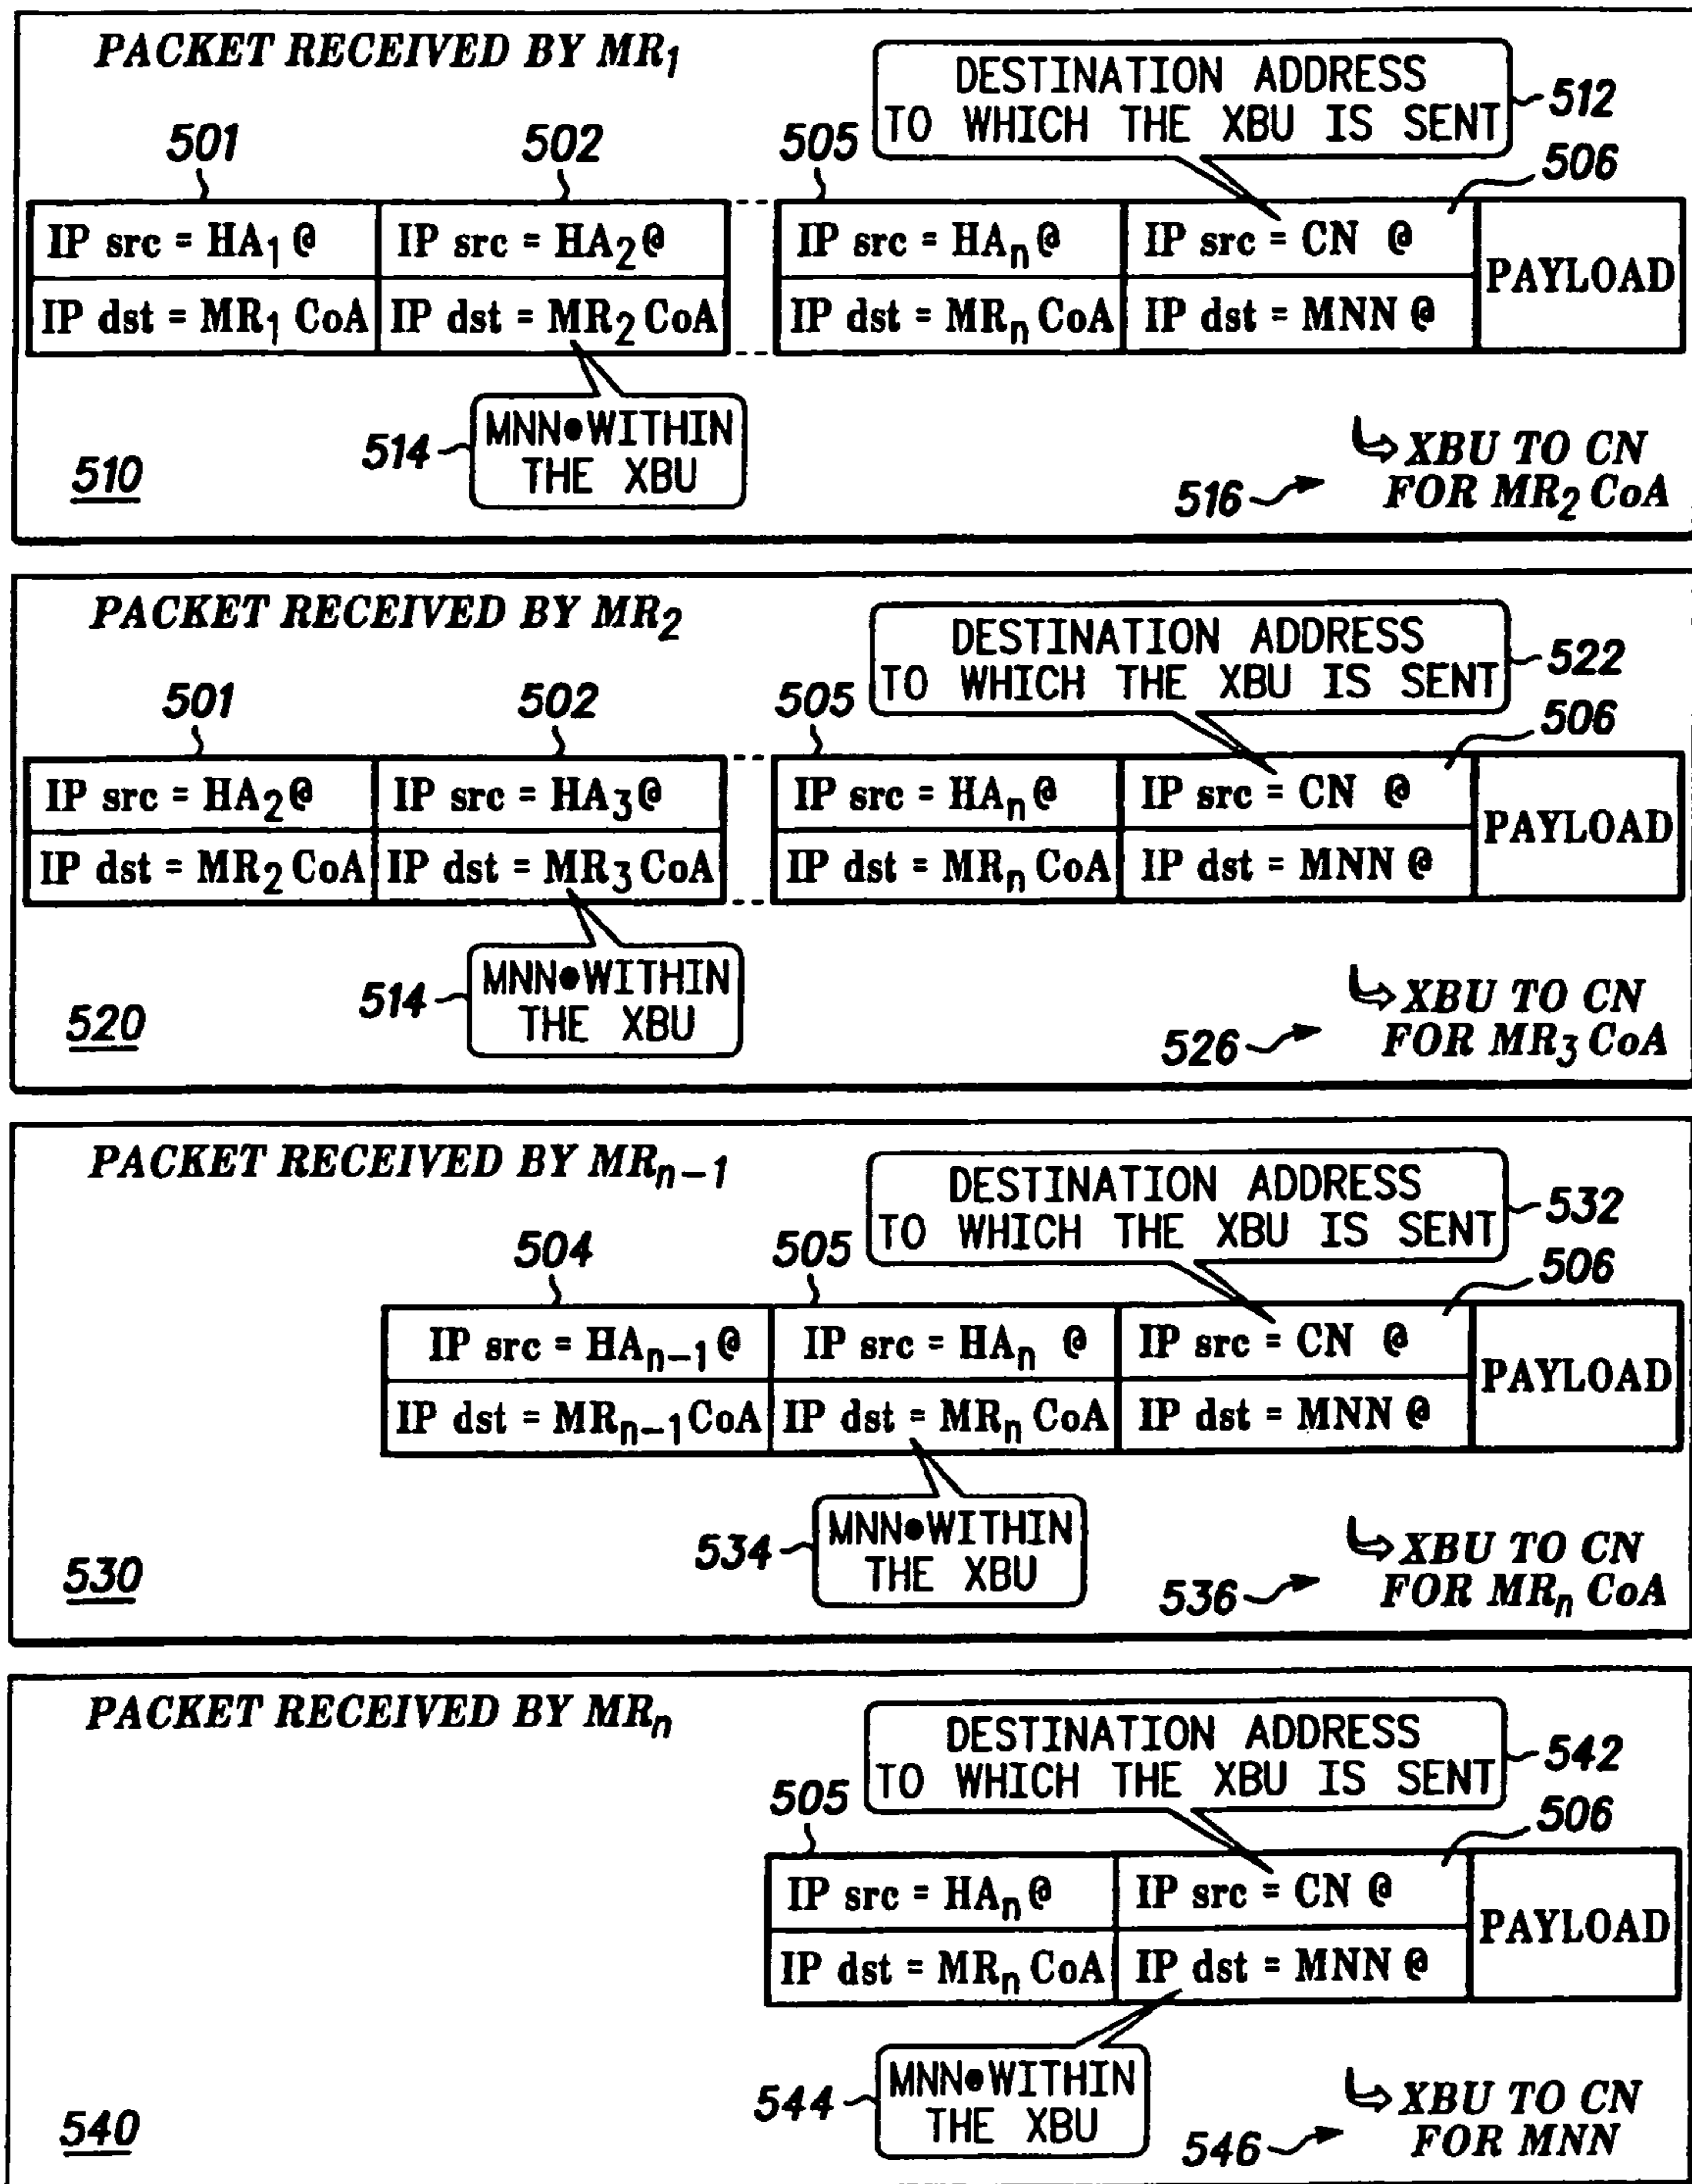 PACKET RECEIVED BY MR1
DESTINATION ADDRESS
TO WHICH THE XBU IS SENT
512
501
502
505
506
IP src = HA1 @
IP src = HA2 @
IP src = HAn @
IP src = CN @
PAYLOAD
IP dst = MR1 CoA
IP dst = MR2 CoA
IP dst = MRn CoA
IP dst = MNN @
514
MNN●WITHIN
THE XBU
510
516
↳XBU TO CN
FOR MR2 CoA
PACKET RECEIVED BY MR2
DESTINATION ADDRESS
TO WHICH THE XBU IS SENT
522
501
502
505
506
IP src = HA2 @
IP src = HA3 @
IP src = HAn @
IP src = CN @
PAYLOAD
IP dst = MR2 CoA
IP dst = MR3 CoA
IP dst = MRn CoA
IP dst = MNN @
514
MNN●WITHIN
THE XBU
520
526
↳XBU TO CN
FOR MR3 CoA
PACKET RECEIVED BY MRn-1
DESTINATION ADDRESS
TO WHICH THE XBU IS SENT
532
504
505
506
IP src = HAn-1 @
IP src = HAn @
IP src = CN @
PAYLOAD
IP dst = MRn-1 CoA
IP dst = MRn CoA
IP dst = MNN @
534
MNN●WITHIN
THE XBU
530
536
↳XBU TO CN
FOR MRn CoA
PACKET RECEIVED BY MRn
DESTINATION ADDRESS
TO WHICH THE XBU IS SENT
542
505
506
IP src = HAn @
IP src = CN @
PAYLOAD
IP dst = MRn CoA
IP dst = MNN @
544
MNN●WITHIN
THE XBU
540
546
↳XBU TO CN
FOR MNN